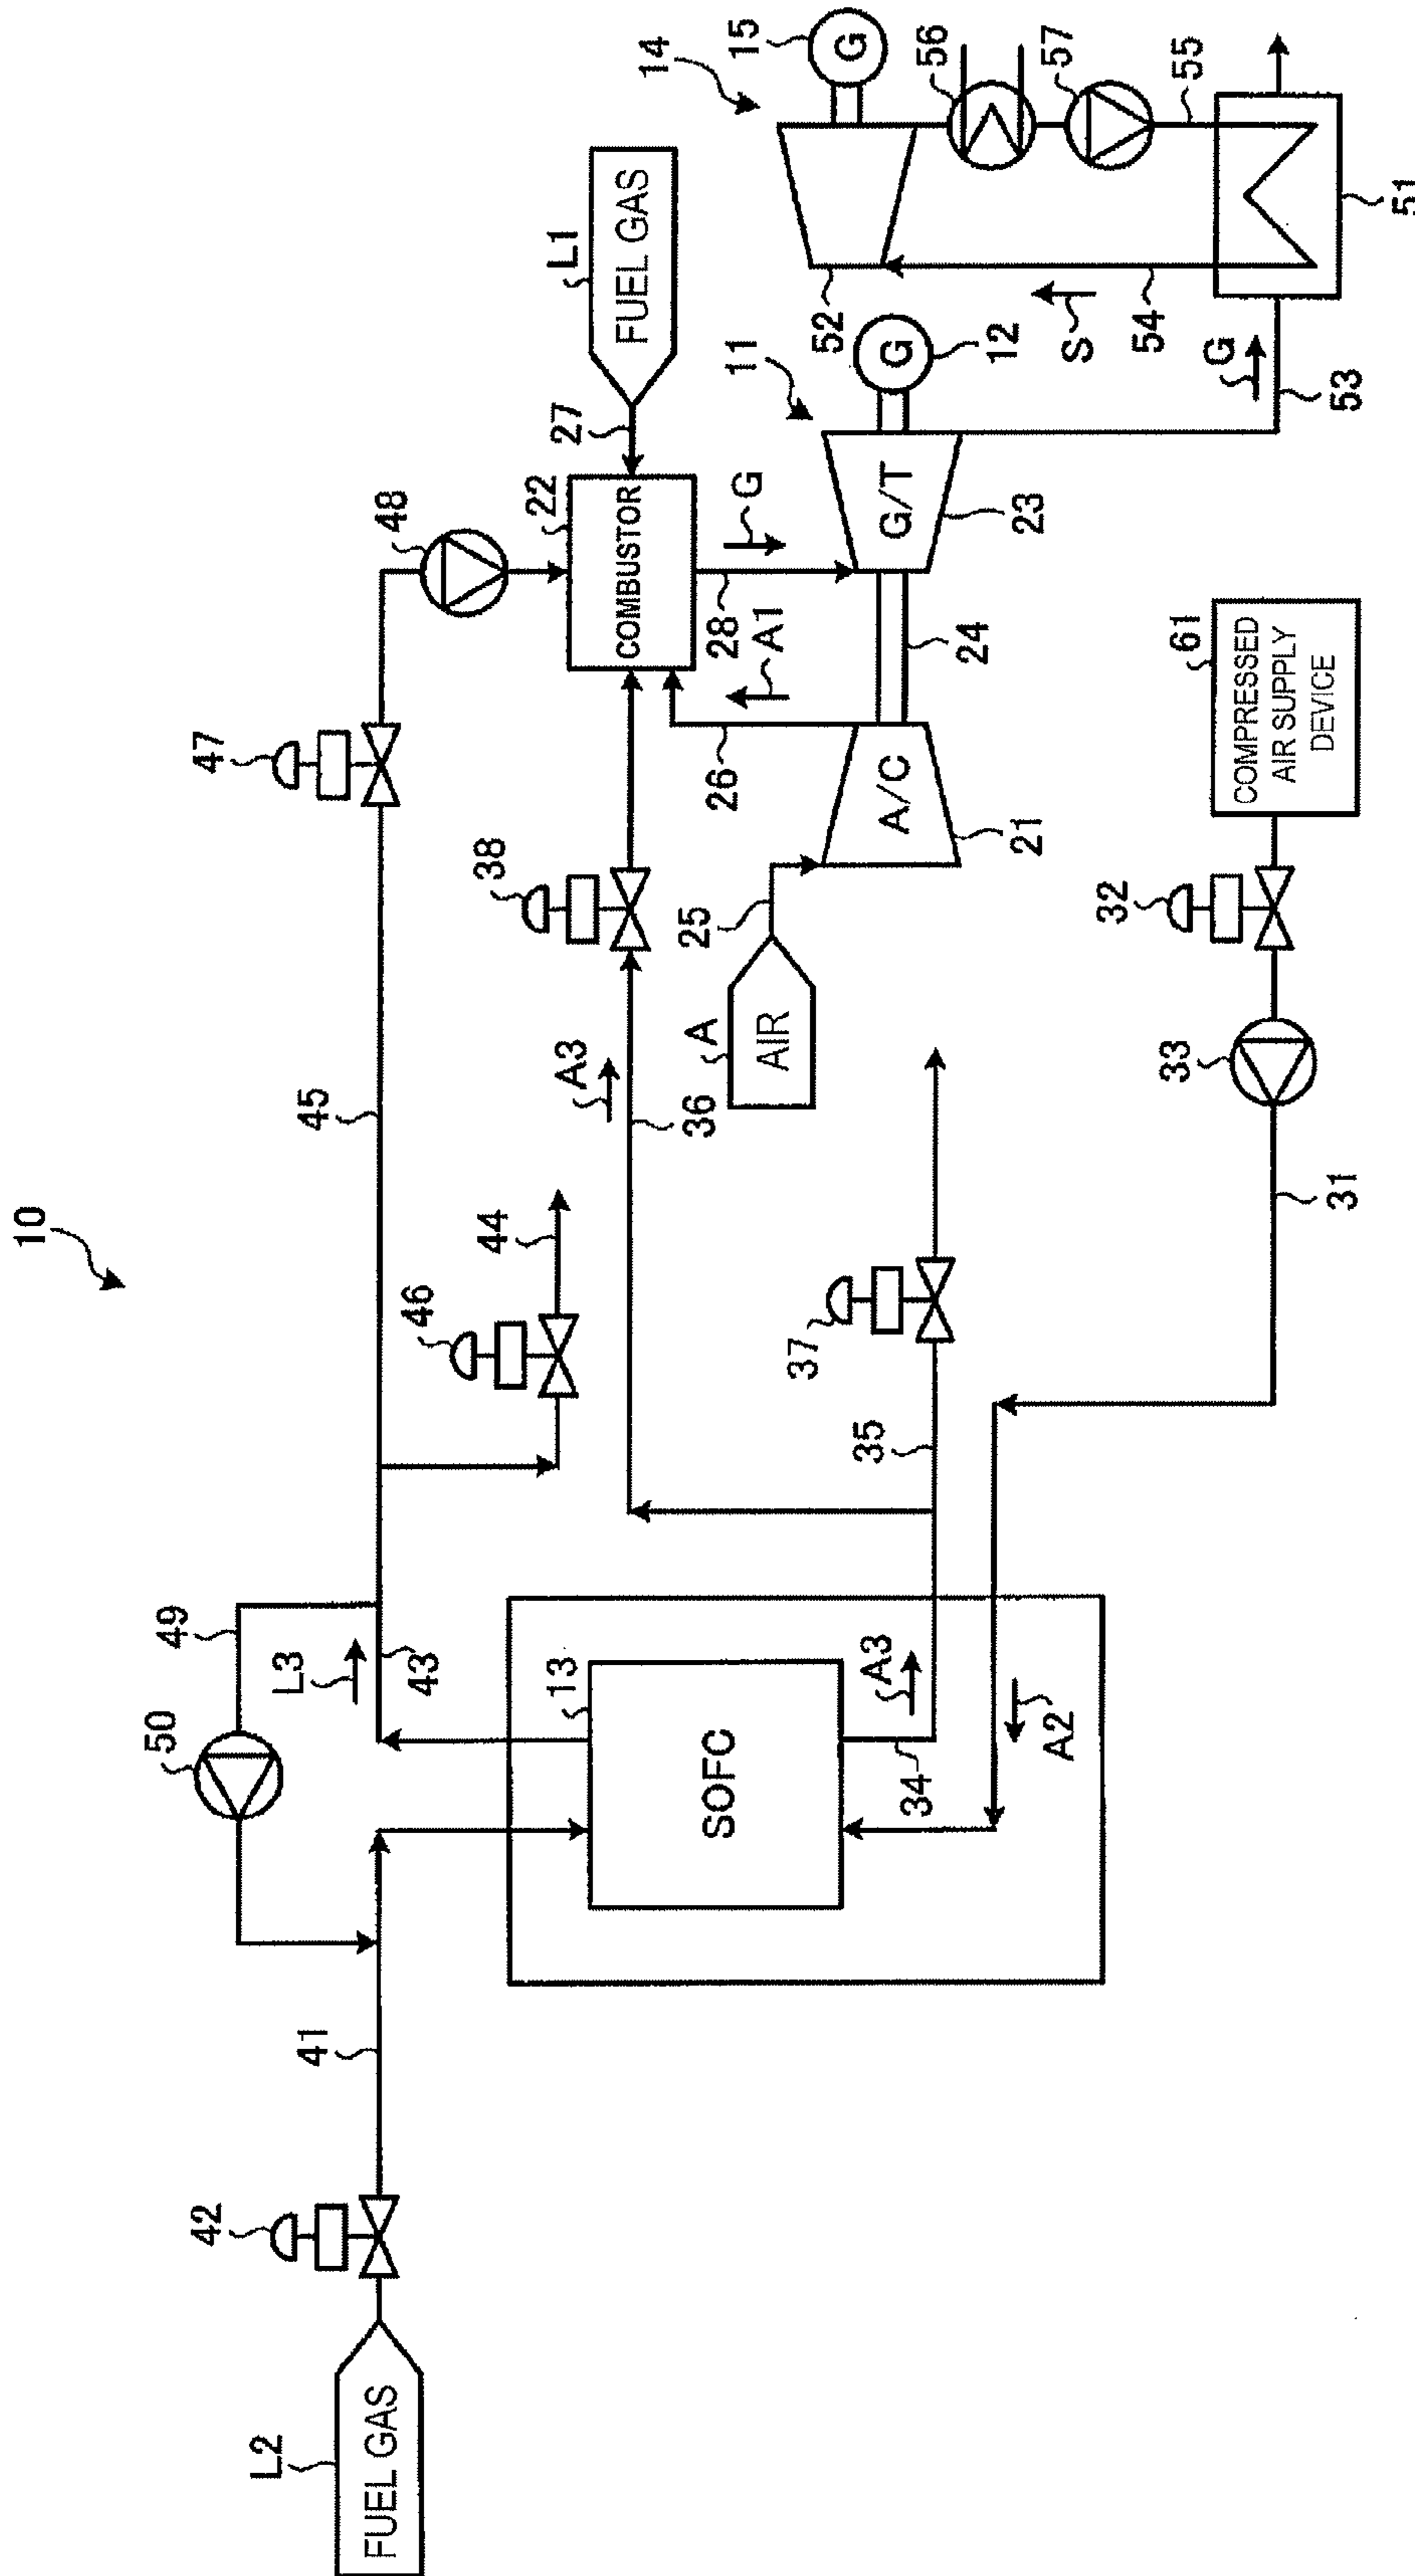 10
L2
FUEL GAS
42
41
50
49
L3
43
13
SOFC
34
A3
A2
46
44
45
47
48
35
37
36
A3
38
31
33
32
61
COMPRESSED
AIR SUPPLY
DEVICE
A
AIR
25
21
A/C
26
A1
24
28
G
22
COMBUSTOR
27
L1
FUEL GAS
11
G/T
23
G
12
14
15
G
52
56
57
55
S
54
G
53
51